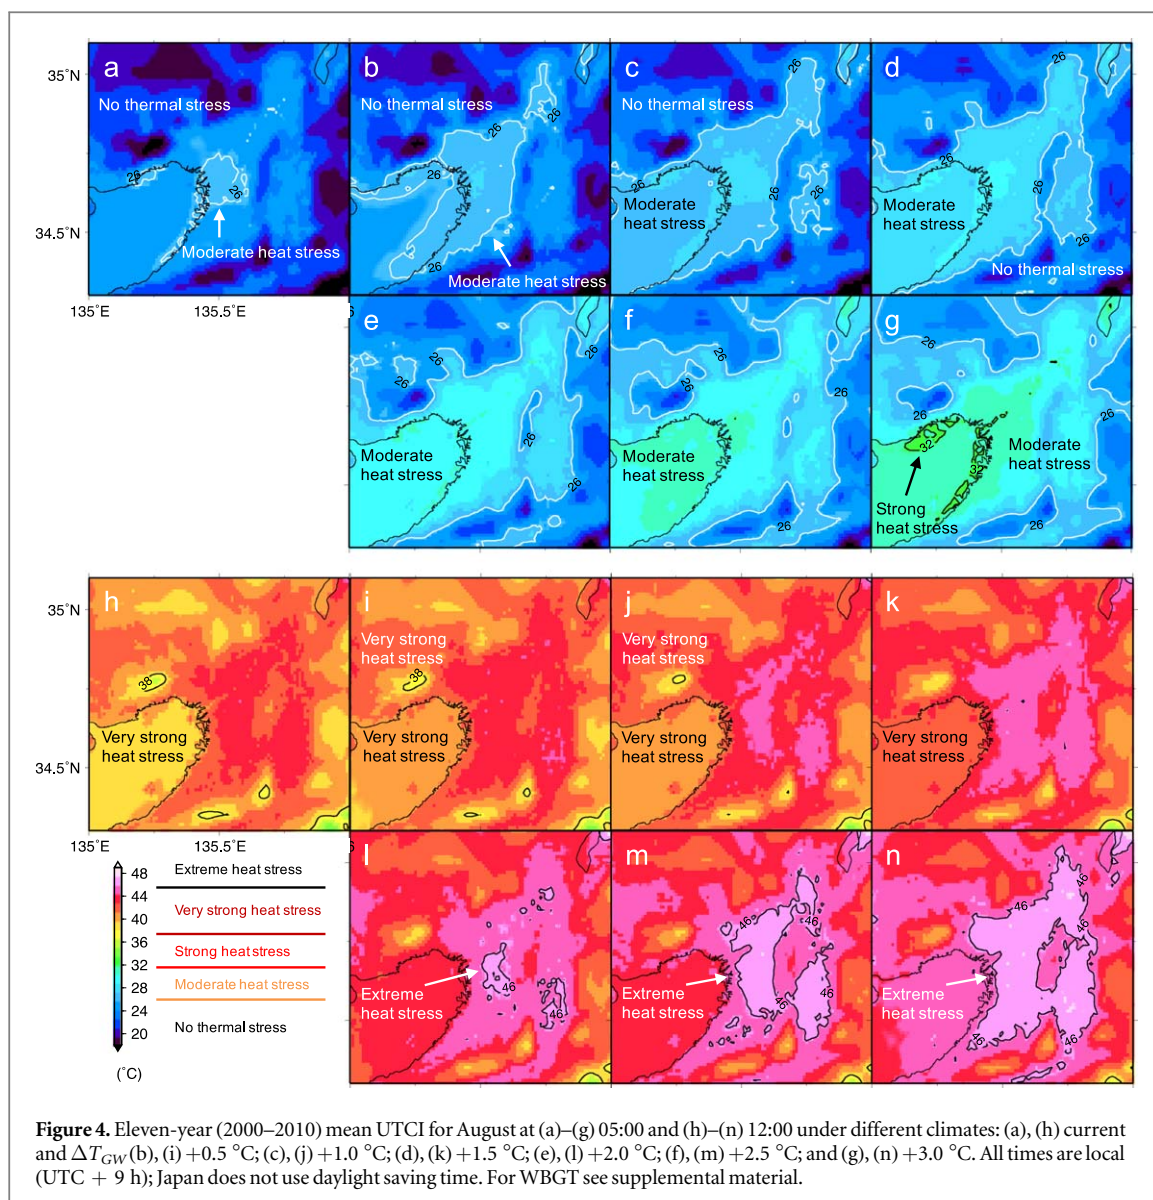 a
b
c
d
35°N
34.5°N
No thermal stress
No thermal stress
No thermal stress
26
26
26
26
26
26
26
26
26
26
26
26
26
26
Moderate
heat stress
Moderate
heat stress
Moderate heat stress
Moderate heat stress
No thermal stress
135°E
135.5°E
e
f
g
26
26
26
26
26
26
26
26
26
26
26
32
32
Moderate
heat stress
Moderate
heat stress
Moderate
heat stress
Strong
heat stress
h
i
j
k
35°N
34.5°N
38
38
Very strong
heat stress
Very strong
heat stress
Very strong
heat stress
Very strong
heat stress
Very strong
heat stress
Very strong
heat stress
135°E
l
m
n
46
46
46
46
46
46
46
46
46
46
46
Extreme
heat stress
Extreme
heat stress
Extreme
heat stress
48
44
40
36
32
28
24
20
(°C)
Extreme heat stress
Very strong heat stress
Strong heat stress
Moderate heat stress
No thermal stress
Figure 4. Eleven-year (2000–2010) mean UTCI for August at (a)–(g) 05:00 and (h)–(n) 12:00 under different climates: (a), (h) current
and ΔT_GW (b), (i) +0.5 °C; (c), (j) +1.0 °C; (d), (k) +1.5 °C; (e), (l) +2.0 °C; (f), (m) +2.5 °C; and (g), (n) +3.0 °C. All times are local
(UTC + 9 h); Japan does not use daylight saving time. For WBGT see supplemental material.